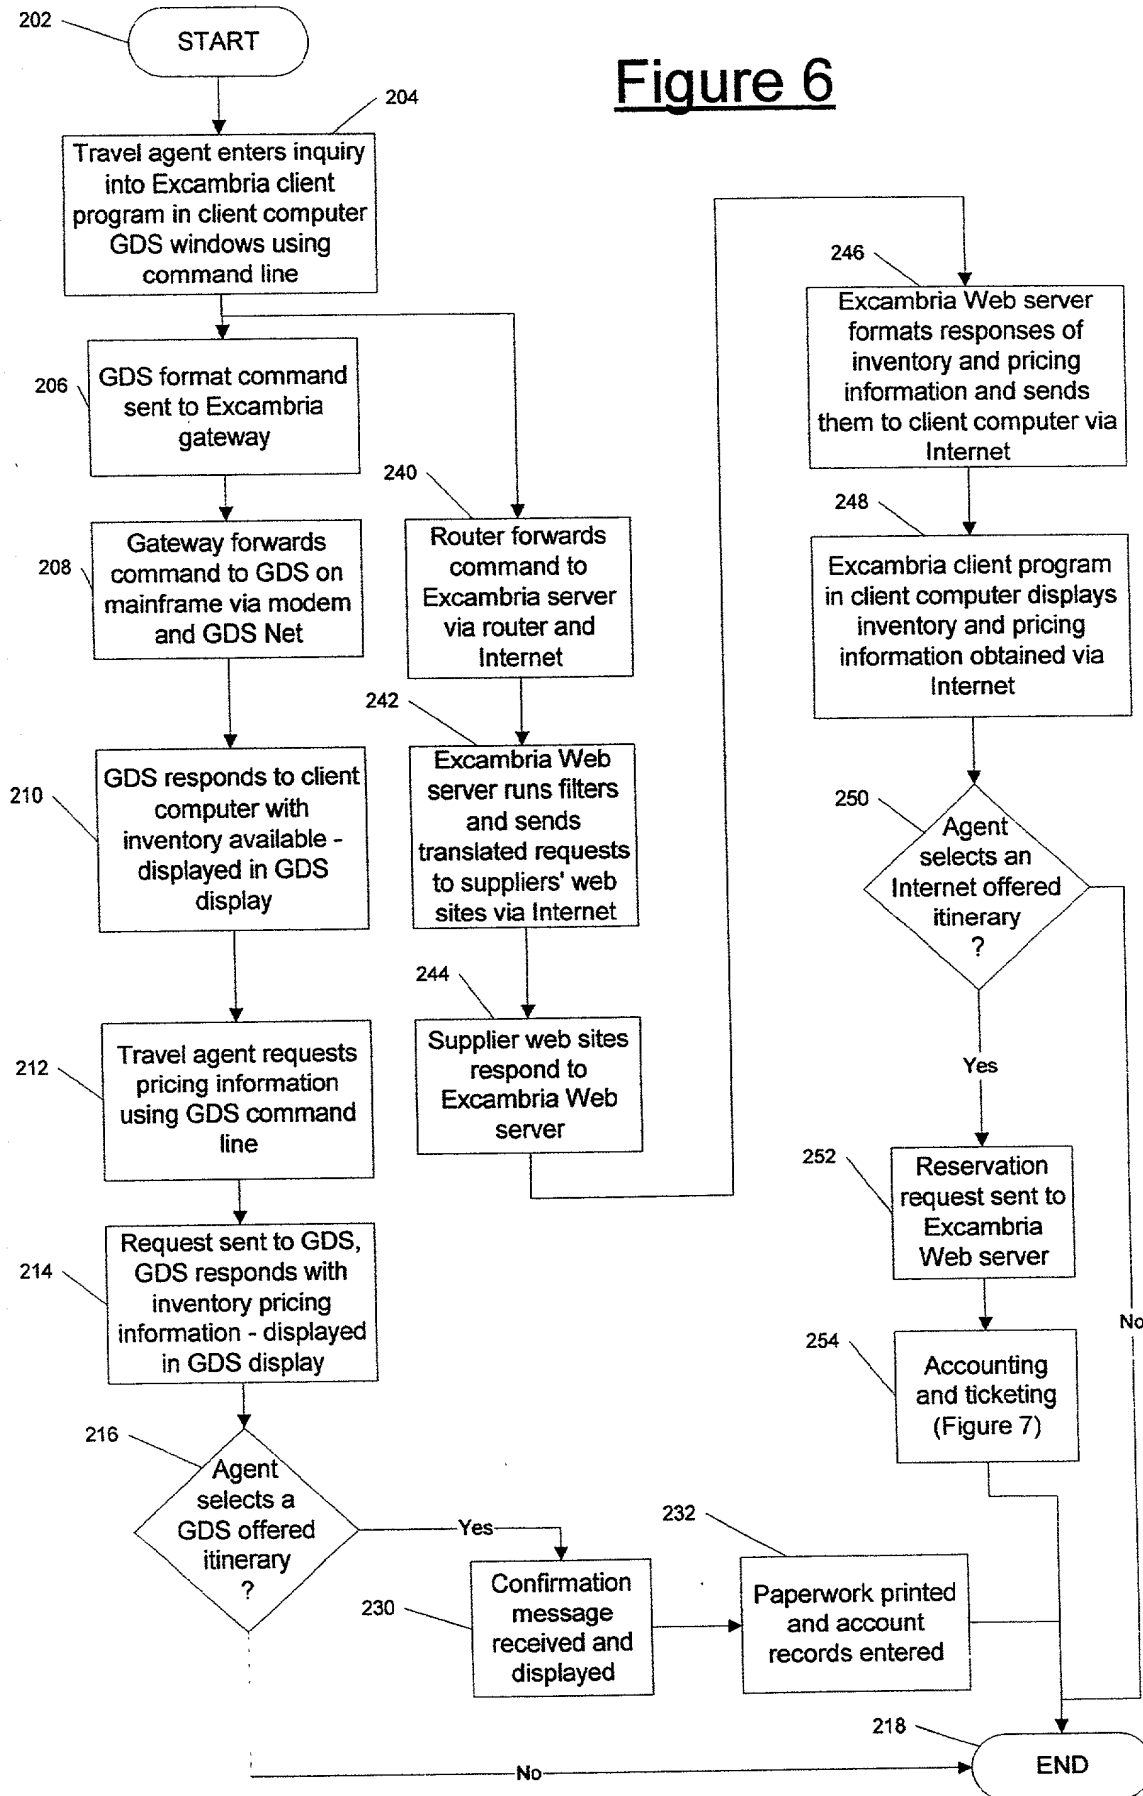 Figure 6
202
START
204
Travel agent enters inquiry
into Excambria client
program in client computer
GDS windows using
command line
206
GDS format command
sent to Excambria
gateway
208
Gateway forwards
command to GDS on
mainframe via modem
and GDS Net
210
GDS responds to client
computer with
inventory available -
displayed in GDS
display
212
Travel agent requests
pricing information
using GDS command
line
214
Request sent to GDS,
GDS responds with
inventory pricing
information - displayed
in GDS display
216
Agent
selects a
GDS offered
itinerary
?
Yes
No
230
Confirmation
message
received and
displayed
232
Paperwork printed
and account
records entered
240
Router forwards
command to
Excambria server
via router and
Internet
242
Excambria Web
server runs filters
and sends
translated requests
to suppliers' web
sites via Internet
244
Supplier web sites
respond to
Excambria Web
server
246
Excambria Web server
formats responses of
inventory and pricing
information and sends
them to client computer via
Internet
248
Excambria client program
in client computer displays
inventory and pricing
information obtained via
Internet
250
Agent
selects an
Internet offered
itinerary
?
Yes
No
252
Reservation
request sent to
Excambria
Web server
254
Accounting
and ticketing
(Figure 7)
218
END